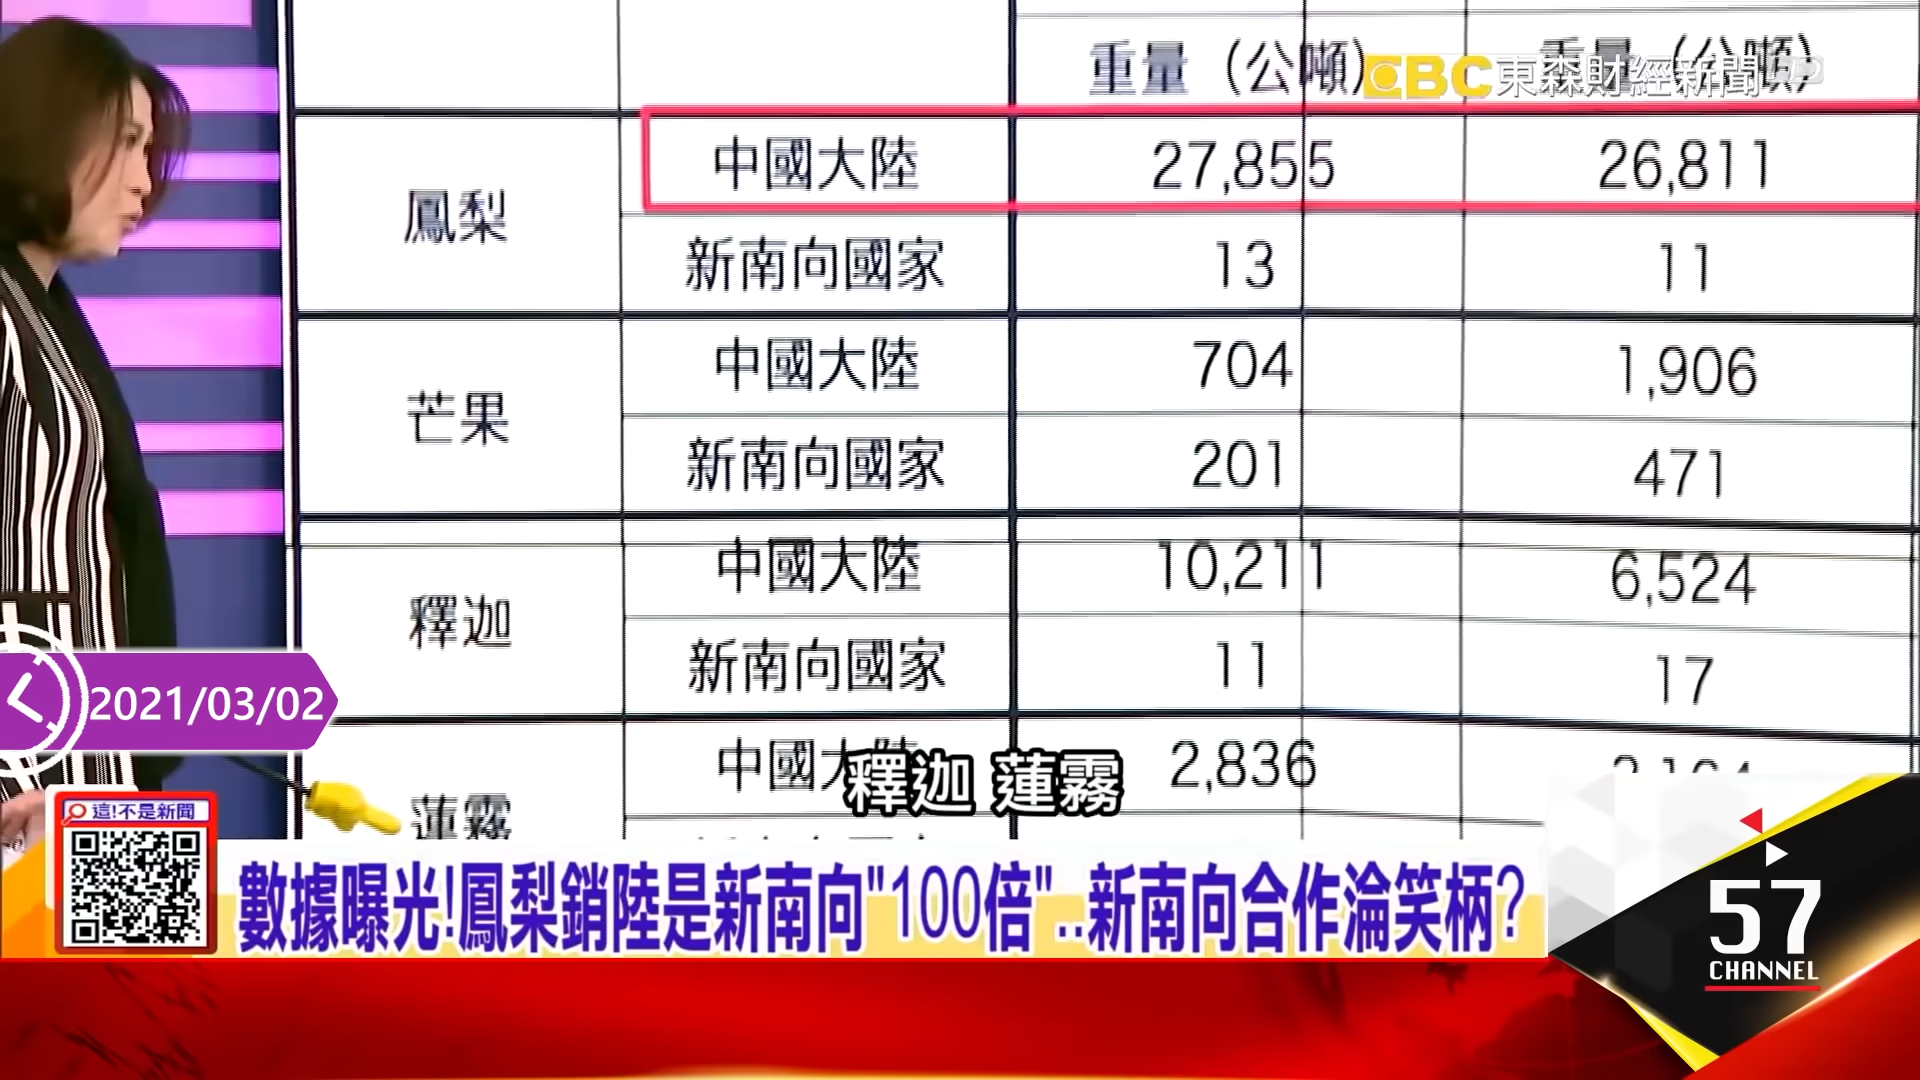 重量（公噸） 重量（公噸）
EBC東森財經新聞
鳳梨 中國大陸 27,855 26,811
新南向國家 13 11
芒果 中國大陸 704 1,906
新南向國家 201 471
釋迦 中國大陸 10,211 6,524
新南向國家 11 17
2021/03/02
蓮霧 中國大陸 2,836
釋迦 蓮霧
這!不是新聞
數據曝光!鳳梨銷陸是新南向"100倍"..新南向合作淪笑柄?
57
CHANNEL